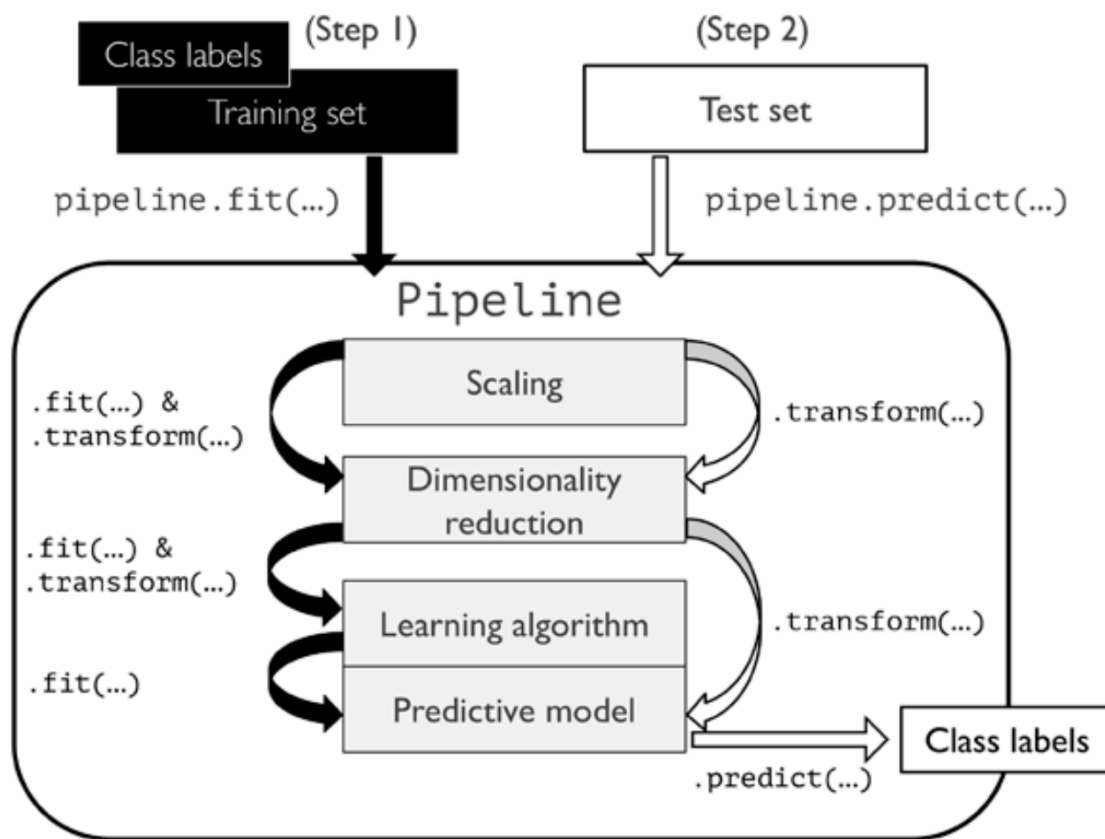 (Step 1)
(Step 2)
Class labels
Training set
Test set
pipeline.fit(…)
pipeline.predict(…)
Pipeline
Scaling
.fit(…) &
.transform(…)
.transform(…)
Dimensionality
reduction
.fit(…) &
.transform(…)
Learning algorithm
.transform(…)
.fit(…)
Predictive model
Class labels
.predict(…)